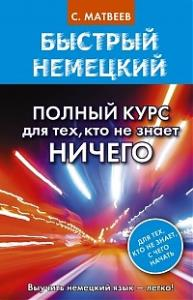 С. МАТВЕЕВ
БЫСТРЫЙ
НЕМЕЦКИЙ
ПОЛНЫЙ КУРС
для тех, кто не знает
НИЧЕГО
ДЛЯ ТЕХ,
КТО НЕ ЗНАЕТ,
С ЧЕГО
НАЧАТЬ
Выучить немецкий язык — легко!